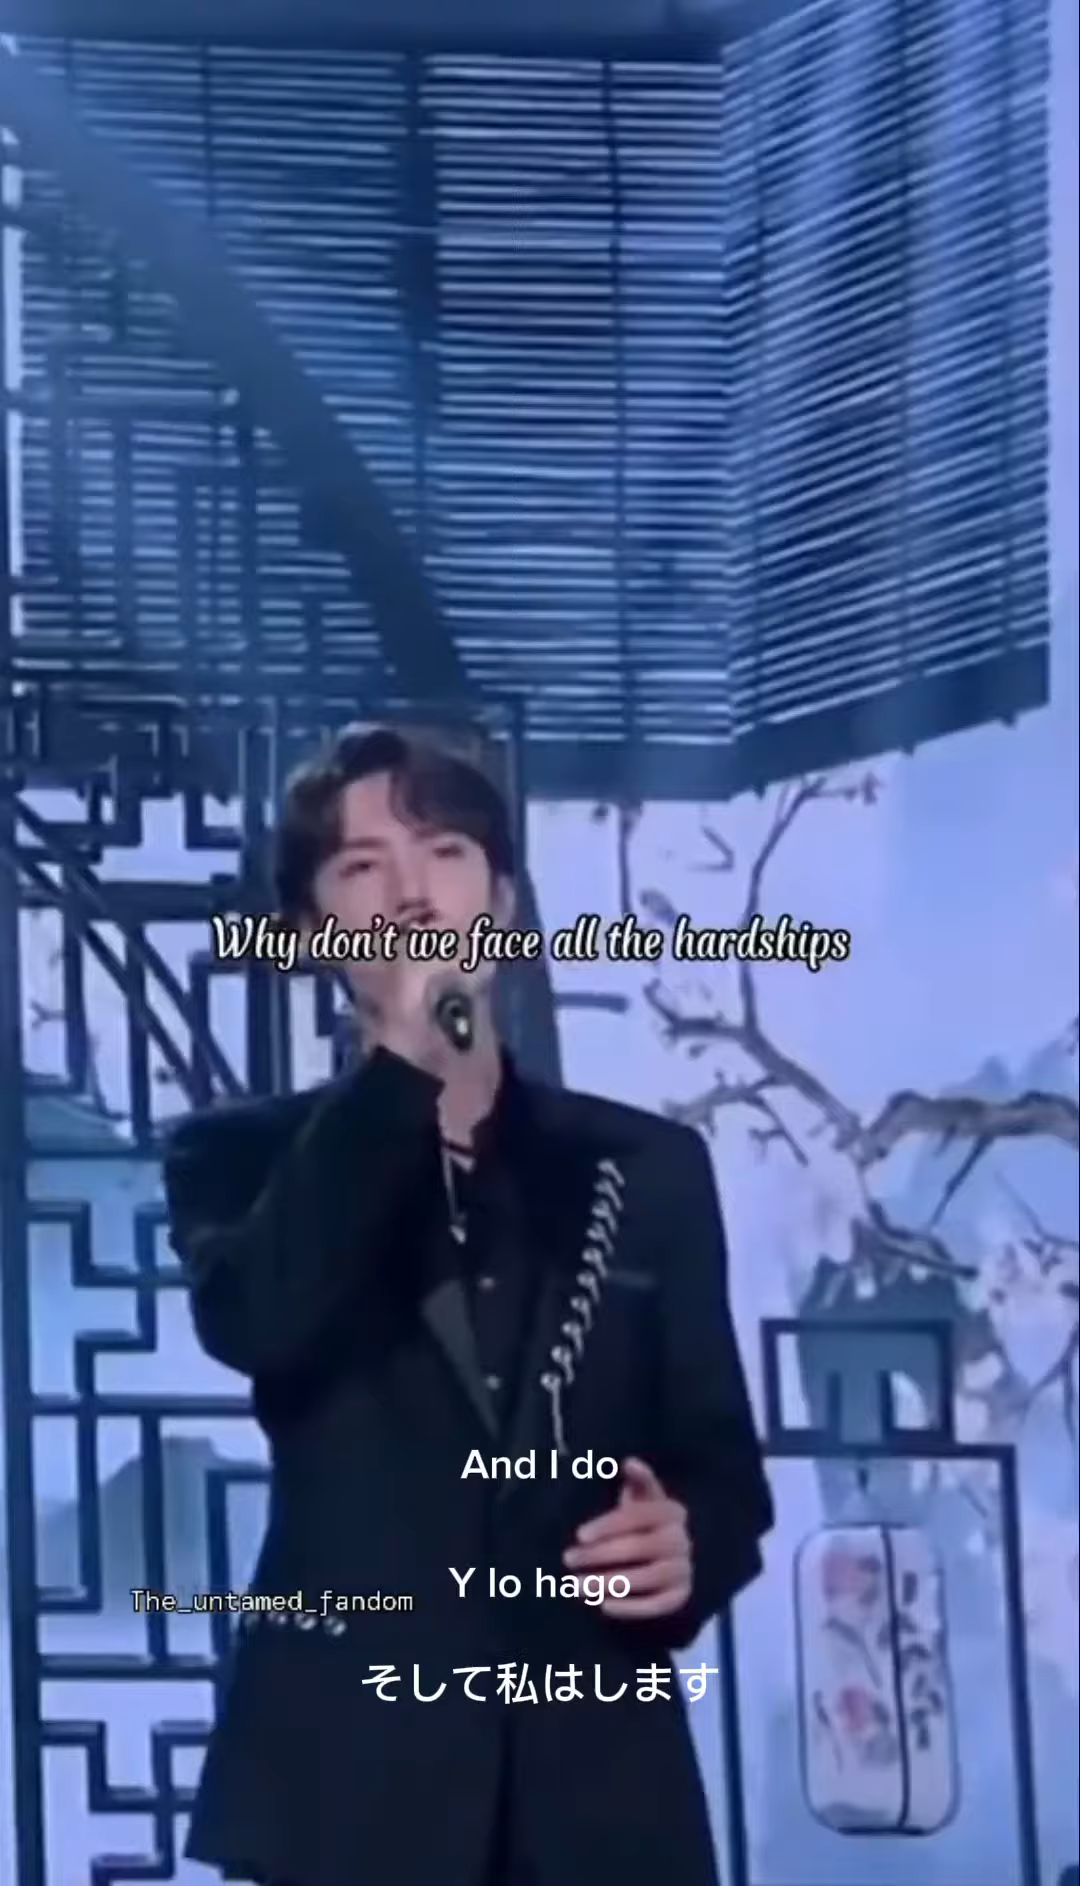 Why don't we face all the hardships
And I do
Y lo hago
The_untamed_fandom
そして私はします